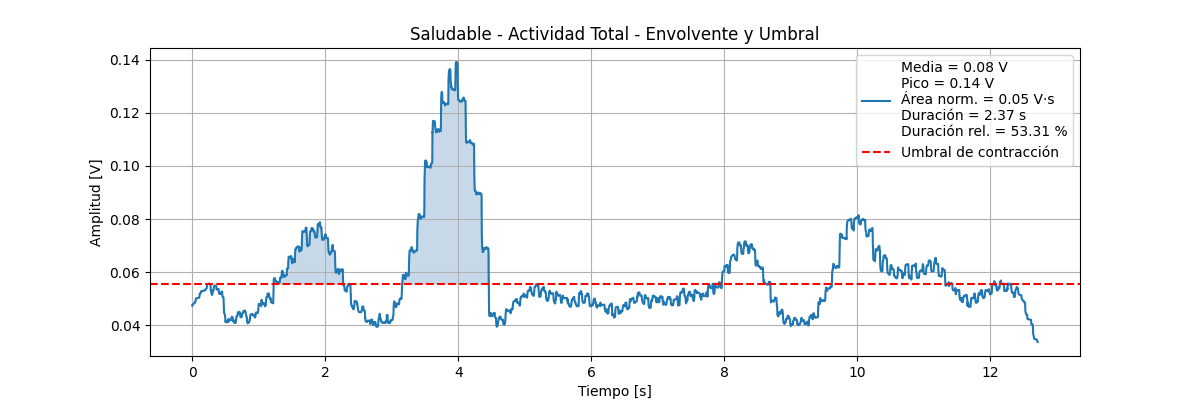 Saludable - Actividad Total - Envolvente y Umbral
Media = 0.08 V
Pico = 0.14 V
Área norm. = 0.05 V·s
Duración = 2.37 s
Duración rel. = 53.31 %
Umbral de contracción
Amplitud [V]
0.14
0.12
0.10
0.08
0.06
0.04
0 2 4 6 8 10 12
Tiempo [s]